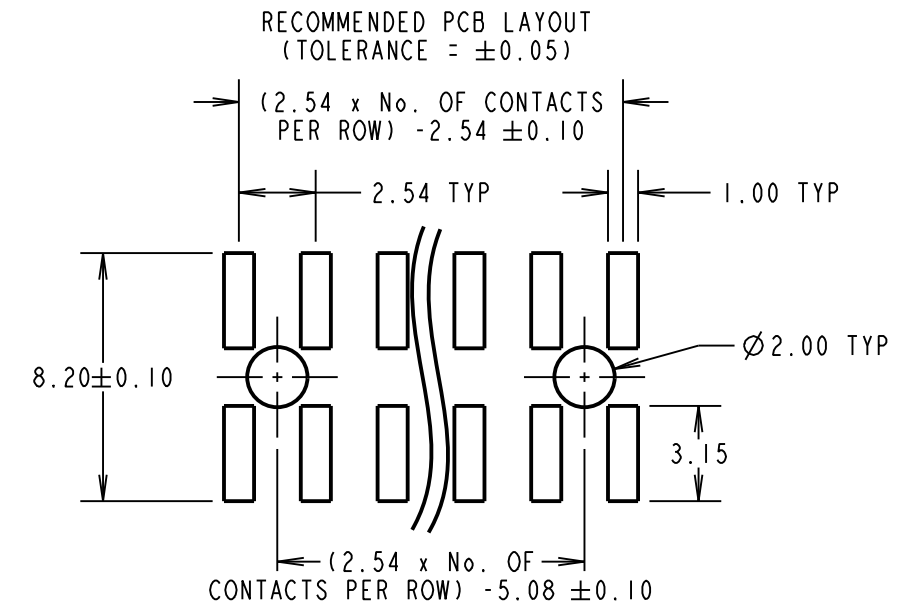 RECOMMENDED PCB LAYOUT
(TOLERANCE = ±0.05)
(2.54 x No. OF CONTACTS
PER ROW) -2.54 ±0.10
2.54 TYP
1.00 TYP
Ø2.00 TYP
8.20±0.10
3.15
(2.54 x No. OF
CONTACTS PER ROW) -5.08 ±0.10